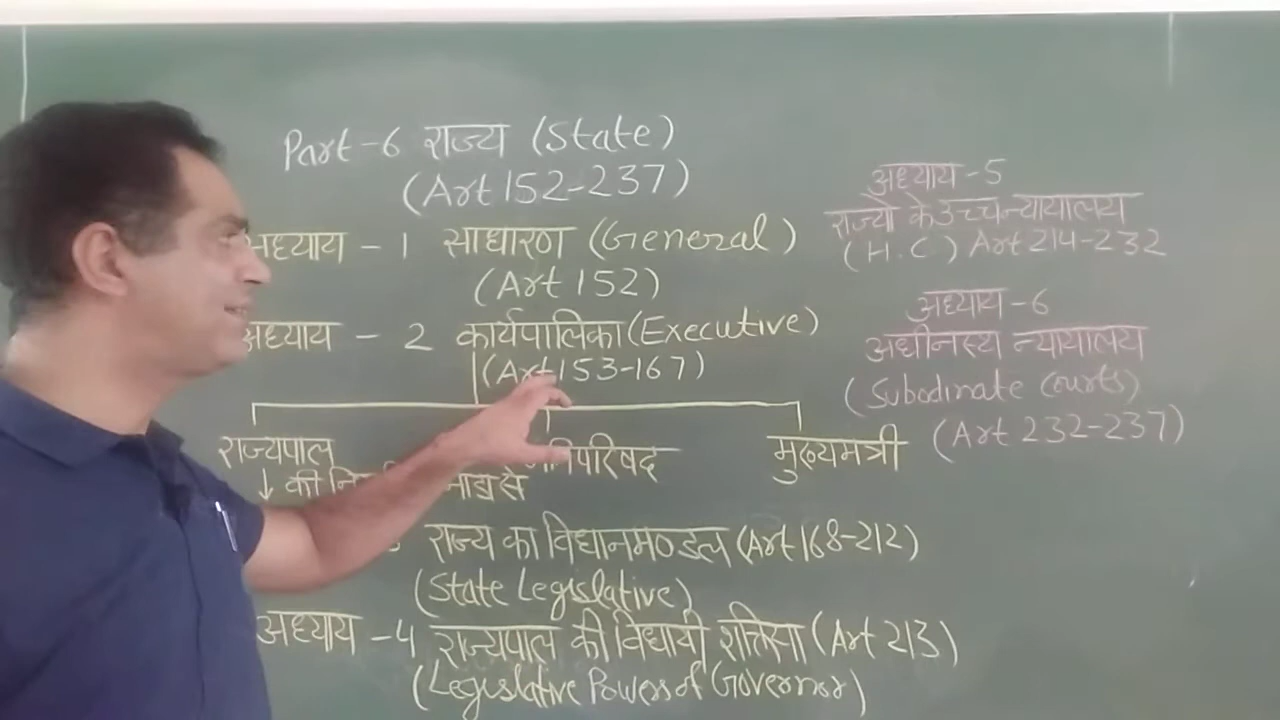 Part-6 राज्य (State)
(Art 152-237)
अध्याय - 1 साधारण (General)
(Art 152)
अध्याय - 2 कार्यपालिका (Executive)
(Art 153-167)
राज्यपाल
↓ की
से
परिषद
मुख्यमंत्री
राज्य का विधानमण्डल (Art 168-212)
(State Legislative)
अध्याय -4 राज्यपाल की विधायी शक्तिया (Art 213)
(Legislative Powers of Governor)
अध्याय -5
राज्यो के उच्च न्यायालय
(H.C.) Art 214-232
अध्याय -6
अधीनस्य न्यायालय
(Subodinate Courts)
(Art 232-237)